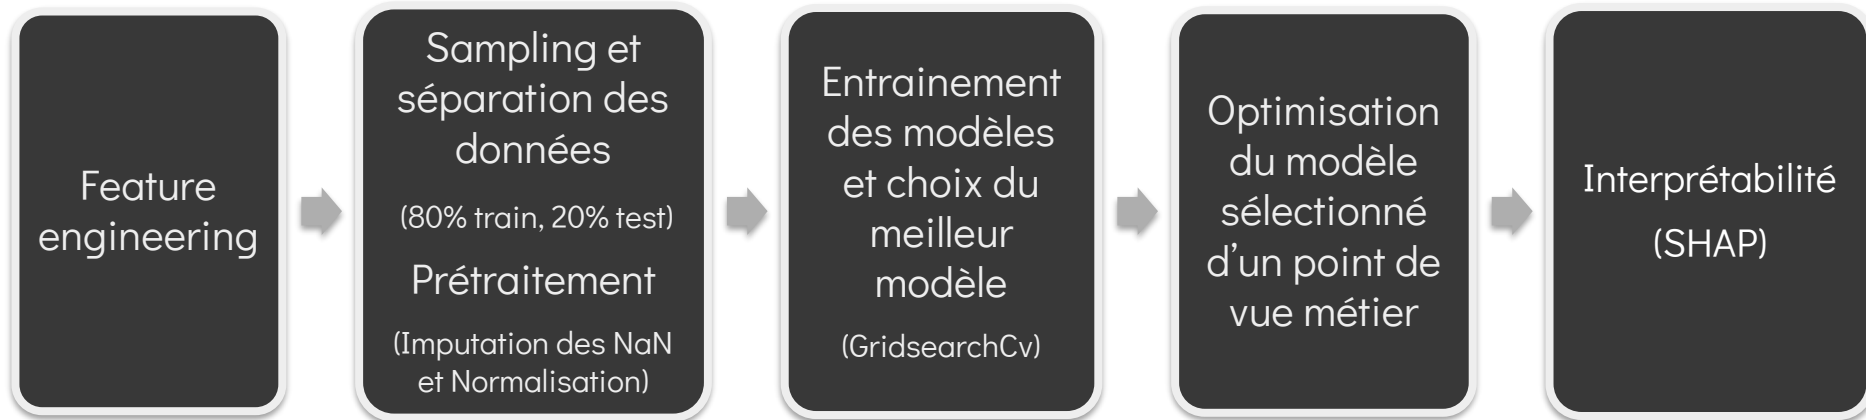 Feature
engineering
Sampling et
séparation des
données
(80% train, 20% test)
Prétraitement
(Imputation des NaN
et Normalisation)
Entrainement
des modèles
et choix du
meilleur
modèle
(GridsearchCv)
Optimisation
du modèle
sélectionné
d'un point de
vue métier
Interprétabilité
(SHAP)